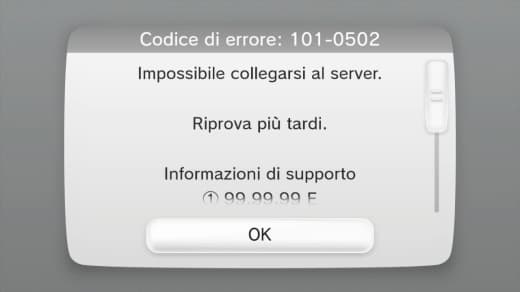 Codice di errore: 101-0502
Impossibile collegarsi al server.
Riprova più tardi.
Informazioni di supporto
① 99.99.99 E
OK